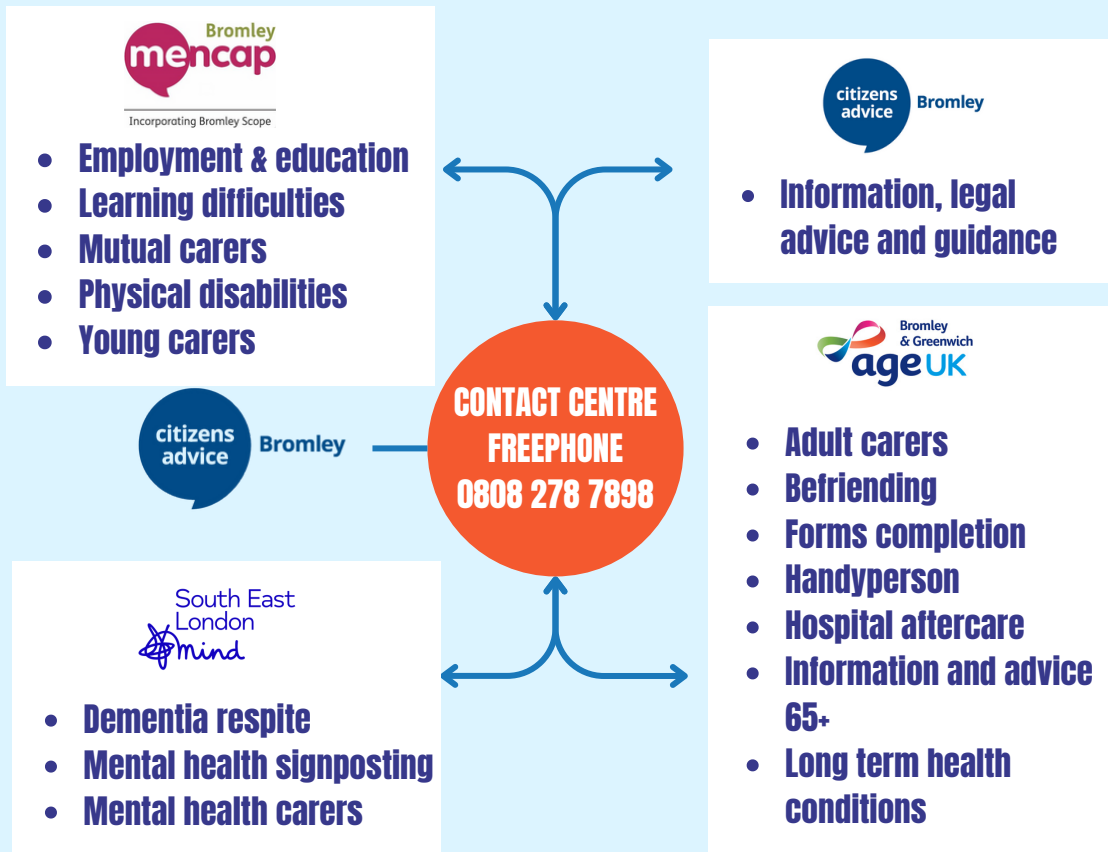 Bromley
mencap
Incorporating Bromley Scope
• Employment & education
• Learning difficulties
• Mutual carers
• Physical disabilities
• Young carers
citizens
advice
Bromley
• Information, legal
advice and guidance
CONTACT CENTRE
FREEPHONE
0808 278 7898
citizens
advice
Bromley
Bromley
& Greenwich
age UK
• Adult carers
• Befriending
• Forms completion
• Handyperson
• Hospital aftercare
• Information and advice
65+
• Long term health
conditions
South East
London
mind
• Dementia respite
• Mental health signposting
• Mental health carers